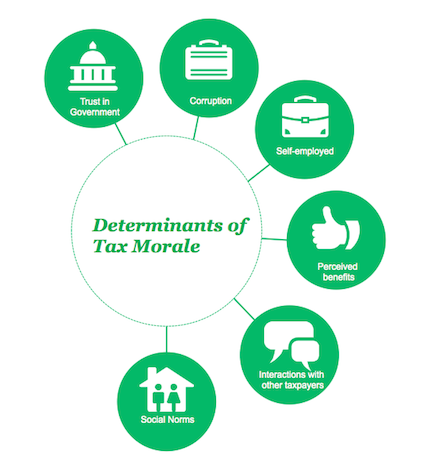 Trust in
Government
Corruption
Self-employed
Determinants of
Tax Morale
Perceived
benefits
Interactions with
other taxpayers
Social Norms